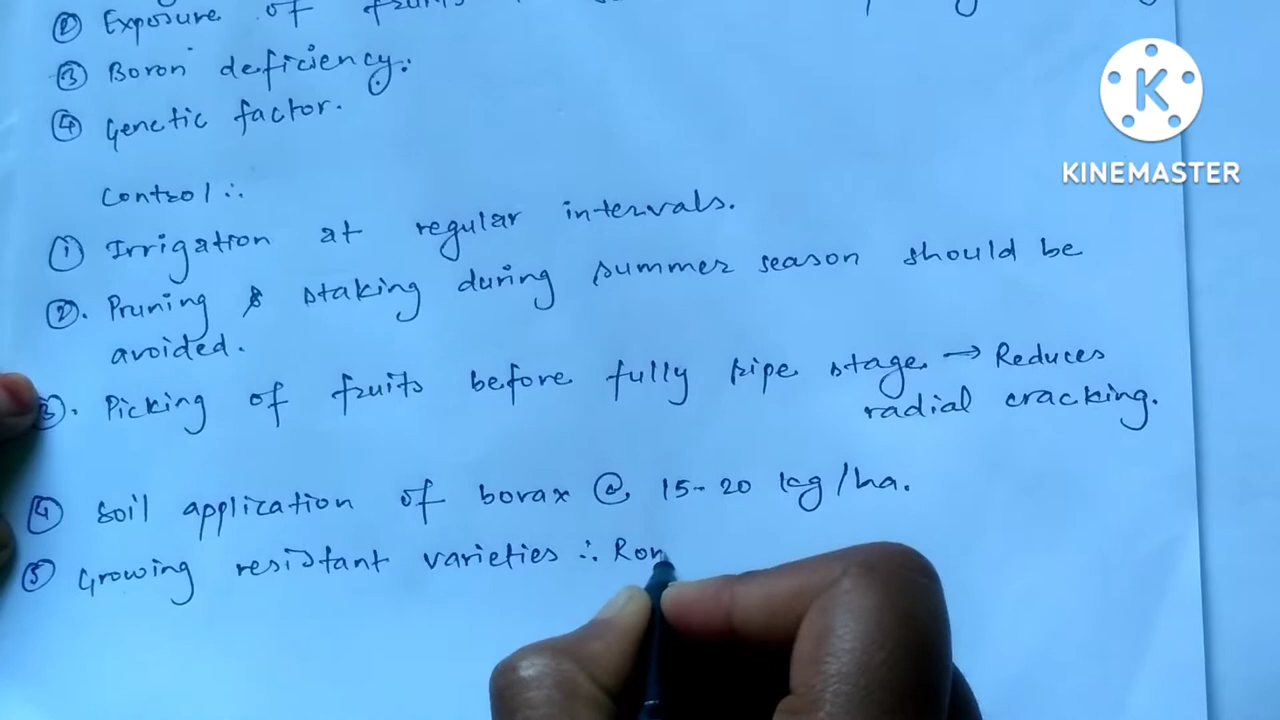 ② Exposure of fruits
③ Boron deficiency.
④ Genetic factor.
K
KINEMASTER
Control :.
① Irrigation at regular intervals.
②. Pruning & staking during summer season should be
avoided.
③. Picking of fruits before fully ripe stage → Reduces
radial cracking.
④ Soil application of borax @ 15-20 kg/ha.
⑤ Growing resistant varieties ∴ Rom